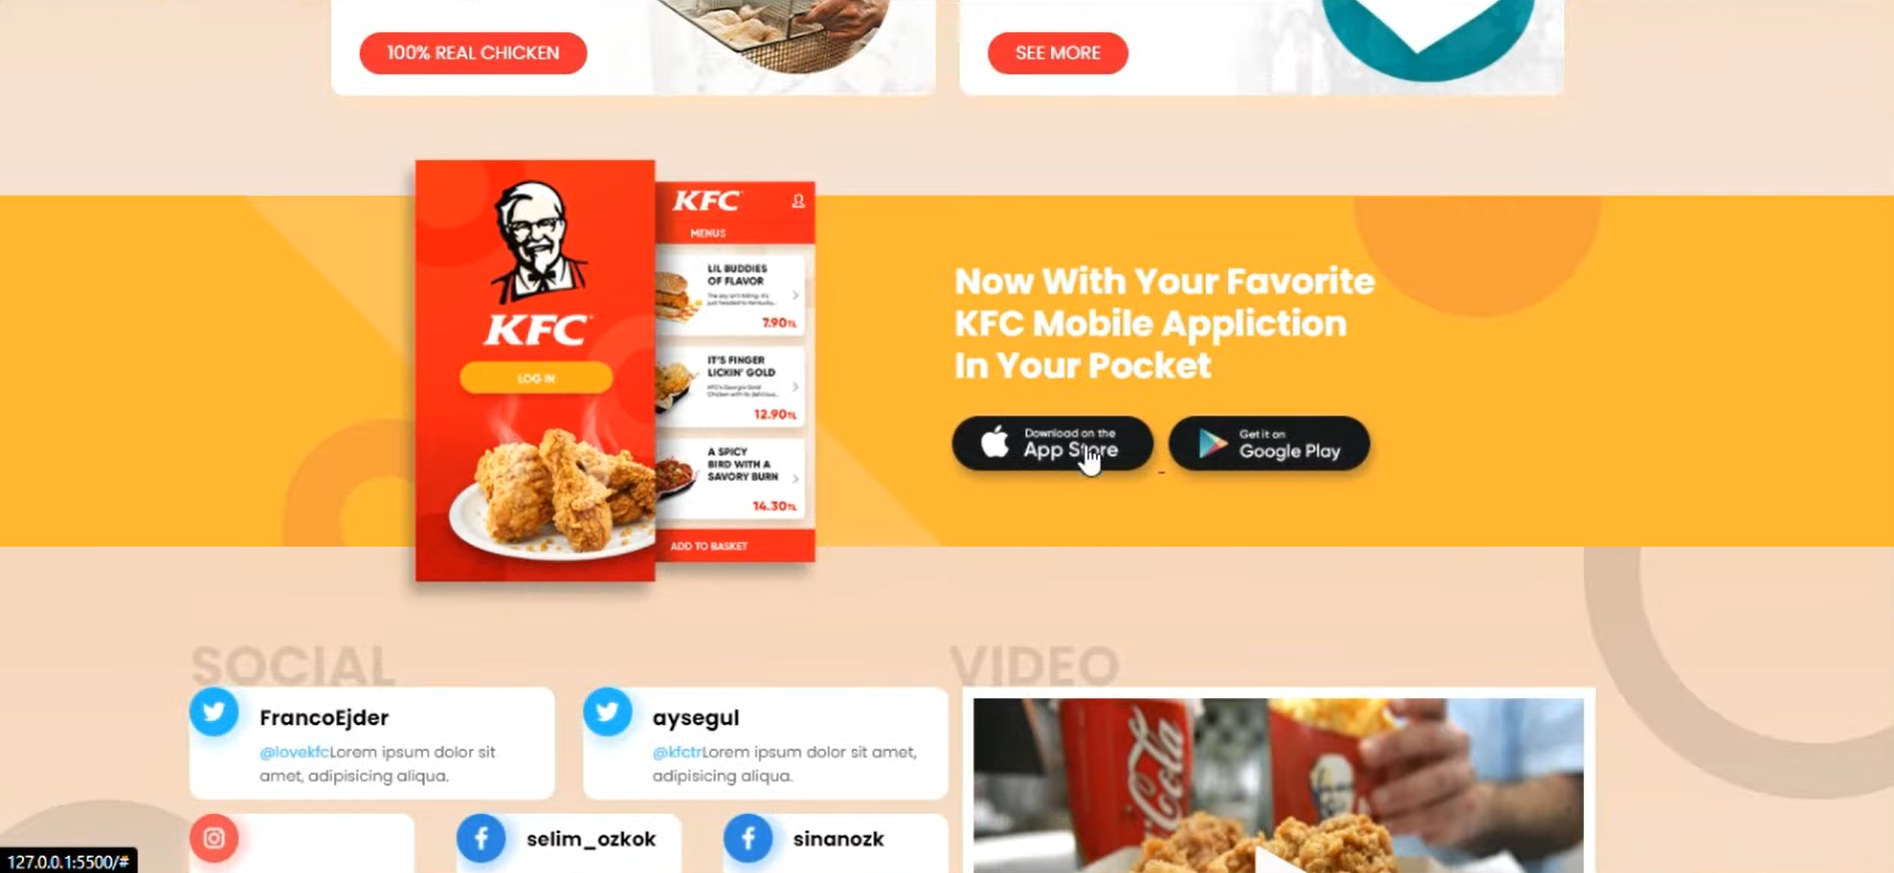 100% REAL CHICKEN
SEE MORE
KFC
LOG IN
KFC
MENUS
LIL BUDDIES
OF FLAVOR
7.90TL
IT'S FINGER
LICKIN' GOLD
12.90TL
A SPICY
BIRD WITH A
SAVORY BURN
14.30TL
ADD TO BASKET
Now With Your Favorite
KFC Mobile Appliction
In Your Pocket
Download on the
App Store
Get it on
Google Play
SOCIAL
VIDEO
FrancoEjder
@lovekfcLorem ipsum dolor sit
amet, adipisicing aliqua.
aysegul
@kfctrLorem ipsum dolor sit amet,
adipisicing aliqua.
selim_ozkok
sinanozk
Coca-Cola
127.0.0.1:5500/#